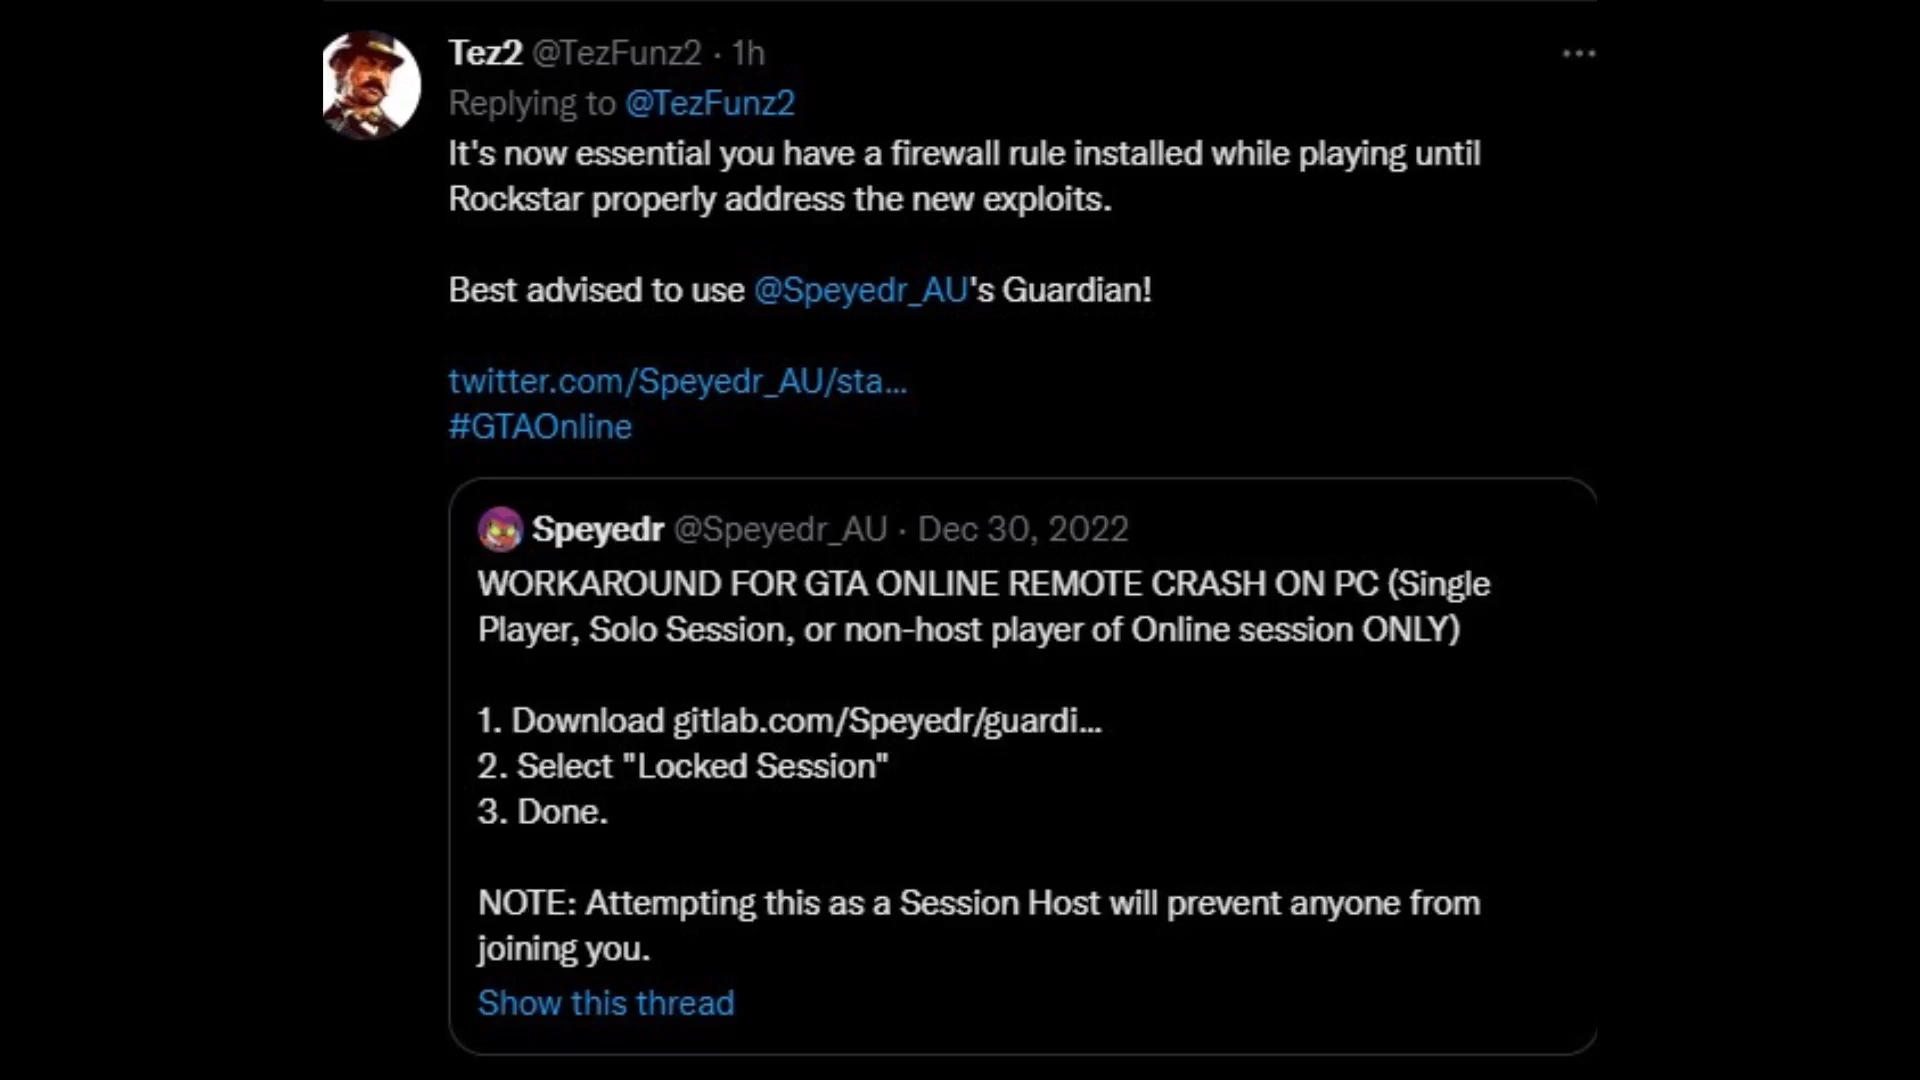 Tez2 @TezFunz2 · 1h
Replying to @TezFunz2
It's now essential you have a firewall rule installed while playing until
Rockstar properly address the new exploits.
Best advised to use @Speyedr_AU's Guardian!
twitter.com/Speyedr_AU/sta...
#GTAOnline
Speyedr @Speyedr_AU · Dec 30, 2022
WORKAROUND FOR GTA ONLINE REMOTE CRASH ON PC (Single
Player, Solo Session, or non-host player of Online session ONLY)
1. Download gitlab.com/Speyedr/guardi...
2. Select "Locked Session"
3. Done.
NOTE: Attempting this as a Session Host will prevent anyone from
joining you.
Show this thread